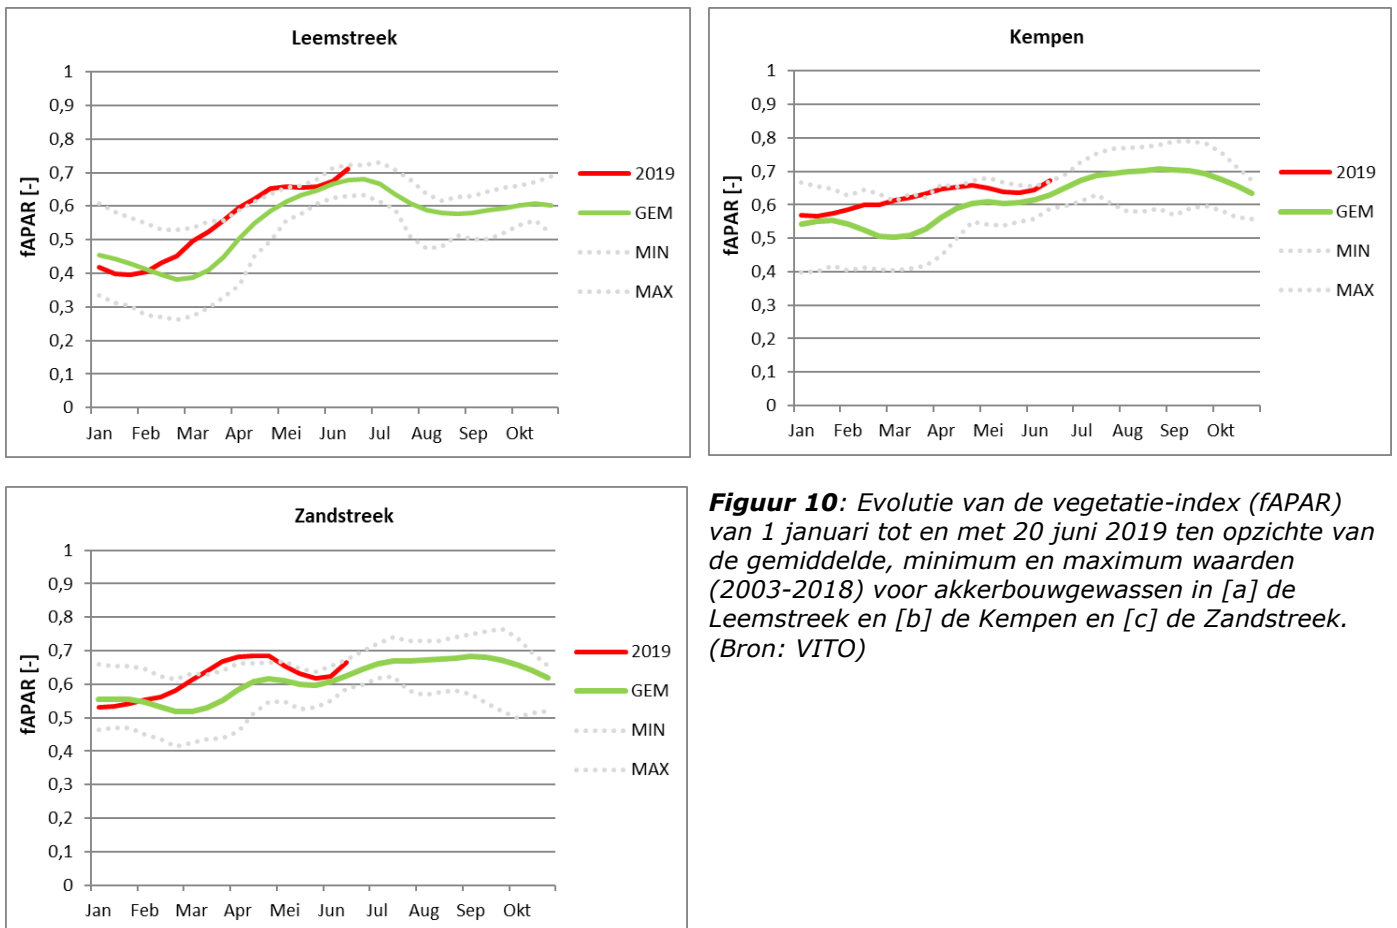 Leemstreek
1
0,9
0,8
0,7
0,6
0,5
0,4
0,3
0,2
0,1
0
fAPAR [-]
Jan Feb Mar Apr Mei Jun Jul Aug Sep Okt
2019
GEM
MIN
MAX
Kempen
1
0,9
0,8
0,7
0,6
0,5
0,4
0,3
0,2
0,1
0
fAPAR [-]
Jan Feb Mar Apr Mei Jun Jul Aug Sep Okt
2019
GEM
MIN
MAX
Zandstreek
1
0,9
0,8
0,7
0,6
0,5
0,4
0,3
0,2
0,1
0
fAPAR [-]
Jan Feb Mar Apr Mei Jun Jul Aug Sep Okt
2019
GEM
MIN
MAX
Figuur 10: Evolutie van de vegetatie-index (fAPAR)
van 1 januari tot en met 20 juni 2019 ten opzichte van
de gemiddelde, minimum en maximum waarden
(2003-2018) voor akkerbouwgewassen in [a] de
Leemstreek en [b] de Kempen en [c] de Zandstreek.
(Bron: VITO)